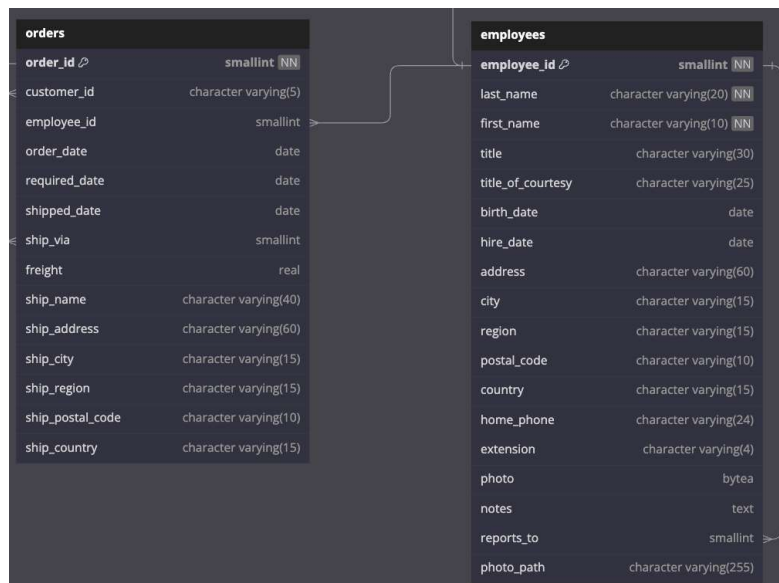 orders
order_id smallint NN
customer_id character varying(5)
employee_id smallint
order_date date
required_date date
shipped_date date
ship_via smallint
freight real
ship_name character varying(40)
ship_address character varying(60)
ship_city character varying(15)
ship_region character varying(15)
ship_postal_code character varying(10)
ship_country character varying(15)
employees
employee_id smallint NN
last_name character varying(20) NN
first_name character varying(10) NN
title character varying(30)
title_of_courtesy character varying(25)
birth_date date
hire_date date
address character varying(60)
city character varying(15)
region character varying(15)
postal_code character varying(10)
country character varying(15)
home_phone character varying(24)
extension character varying(4)
photo bytea
notes text
reports_to smallint
photo_path character varying(255)